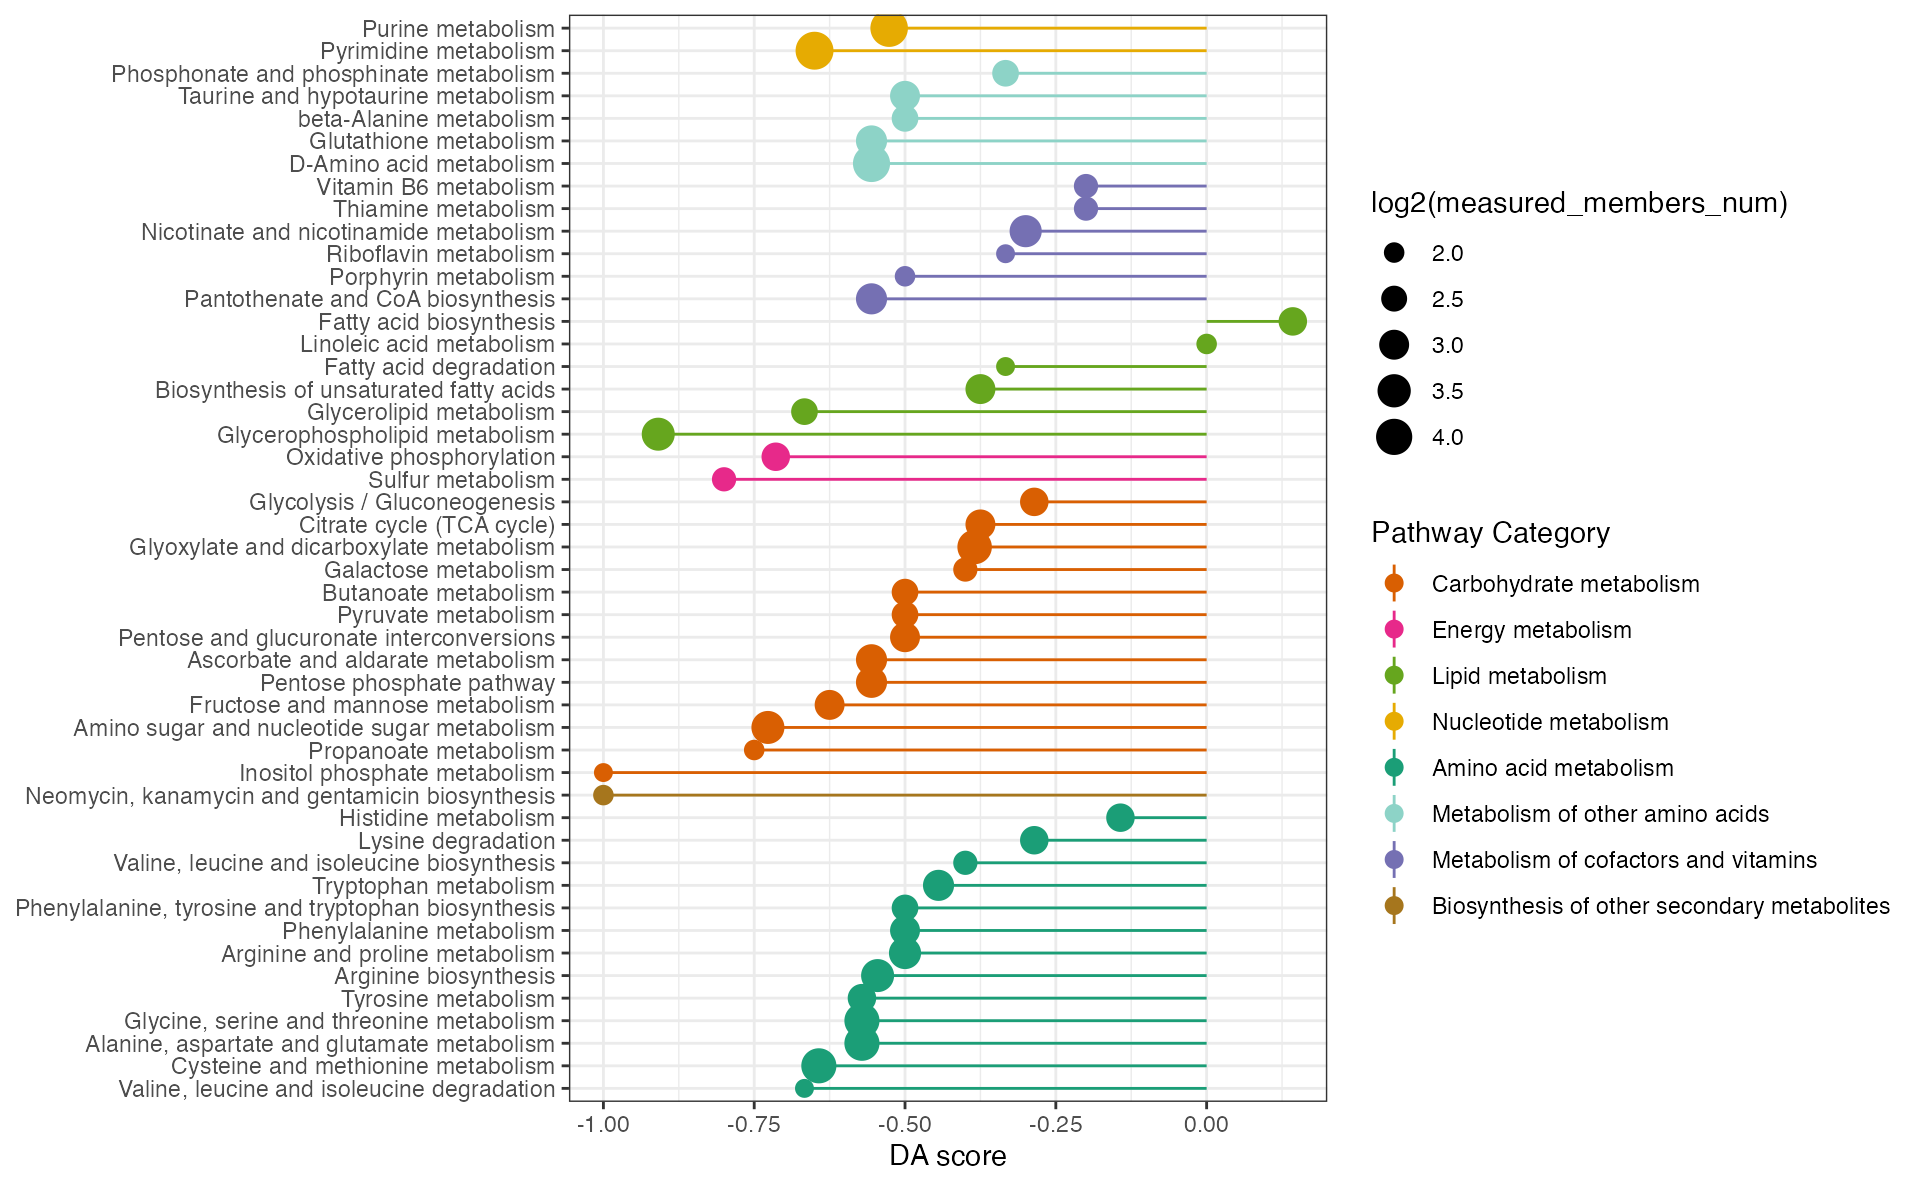 Purine metabolism
Pyrimidine metabolism
Phosphonate and phosphinate metabolism
Taurine and hypotaurine metabolism
beta-Alanine metabolism
Glutathione metabolism
D-Amino acid metabolism
Vitamin B6 metabolism
Thiamine metabolism
Nicotinate and nicotinamide metabolism
Riboflavin metabolism
Porphyrin metabolism
Pantothenate and CoA biosynthesis
Fatty acid biosynthesis
Linoleic acid metabolism
Fatty acid degradation
Biosynthesis of unsaturated fatty acids
Glycerolipid metabolism
Glycerophospholipid metabolism
Oxidative phosphorylation
Sulfur metabolism
Glycolysis / Gluconeogenesis
Citrate cycle (TCA cycle)
Glyoxylate and dicarboxylate metabolism
Galactose metabolism
Butanoate metabolism
Pyruvate metabolism
Pentose and glucuronate interconversions
Ascorbate and aldarate metabolism
Pentose phosphate pathway
Fructose and mannose metabolism
Amino sugar and nucleotide sugar metabolism
Propanoate metabolism
Inositol phosphate metabolism
Neomycin, kanamycin and gentamicin biosynthesis
Histidine metabolism
Lysine degradation
Valine, leucine and isoleucine biosynthesis
Tryptophan metabolism
Phenylalanine, tyrosine and tryptophan biosynthesis
Phenylalanine metabolism
Arginine and proline metabolism
Arginine biosynthesis
Tyrosine metabolism
Glycine, serine and threonine metabolism
Alanine, aspartate and glutamate metabolism
Cysteine and methionine metabolism
Valine, leucine and isoleucine degradation
-1.00 -0.75 -0.50 -0.25 0.00
DA score
log2(measured_members_num)
2.0
2.5
3.0
3.5
4.0
Pathway Category
Carbohydrate metabolism
Energy metabolism
Lipid metabolism
Nucleotide metabolism
Amino acid metabolism
Metabolism of other amino acids
Metabolism of cofactors and vitamins
Biosynthesis of other secondary metabolites